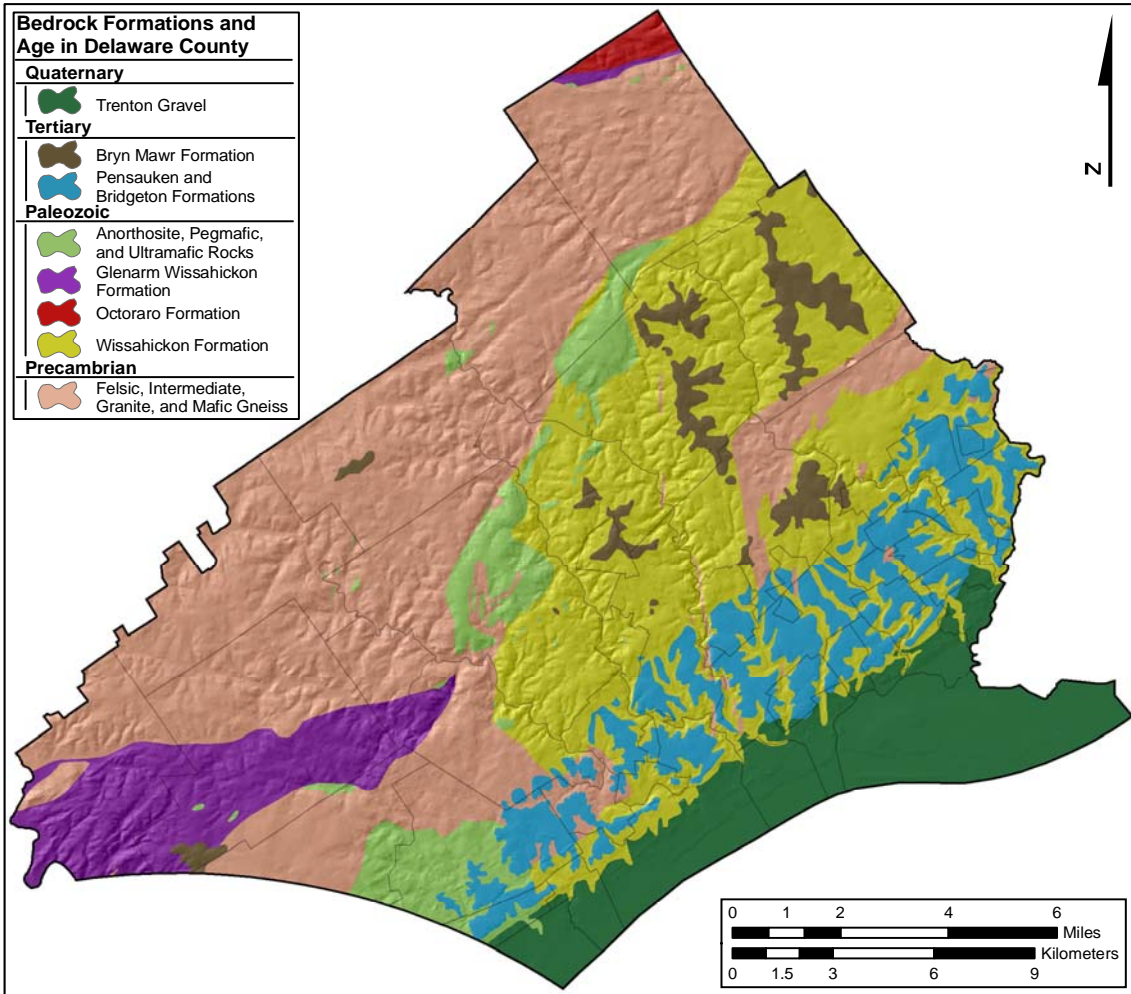 Bedrock Formations and
Age in Delaware County
Quaternary
Trenton Gravel
Tertiary
Bryn Mawr Formation
Pensauken and
Bridgeton Formations
Paleozoic
Anorthosite, Pegmafic,
and Ultramafic Rocks
Glenarm Wissahickon
Formation
Octoraro Formation
Wissahickon Formation
Precambrian
Felsic, Intermediate,
Granite, and Mafic Gneiss
N
0 1 2 4 6
Miles
Kilometers
0 1.5 3 6 9